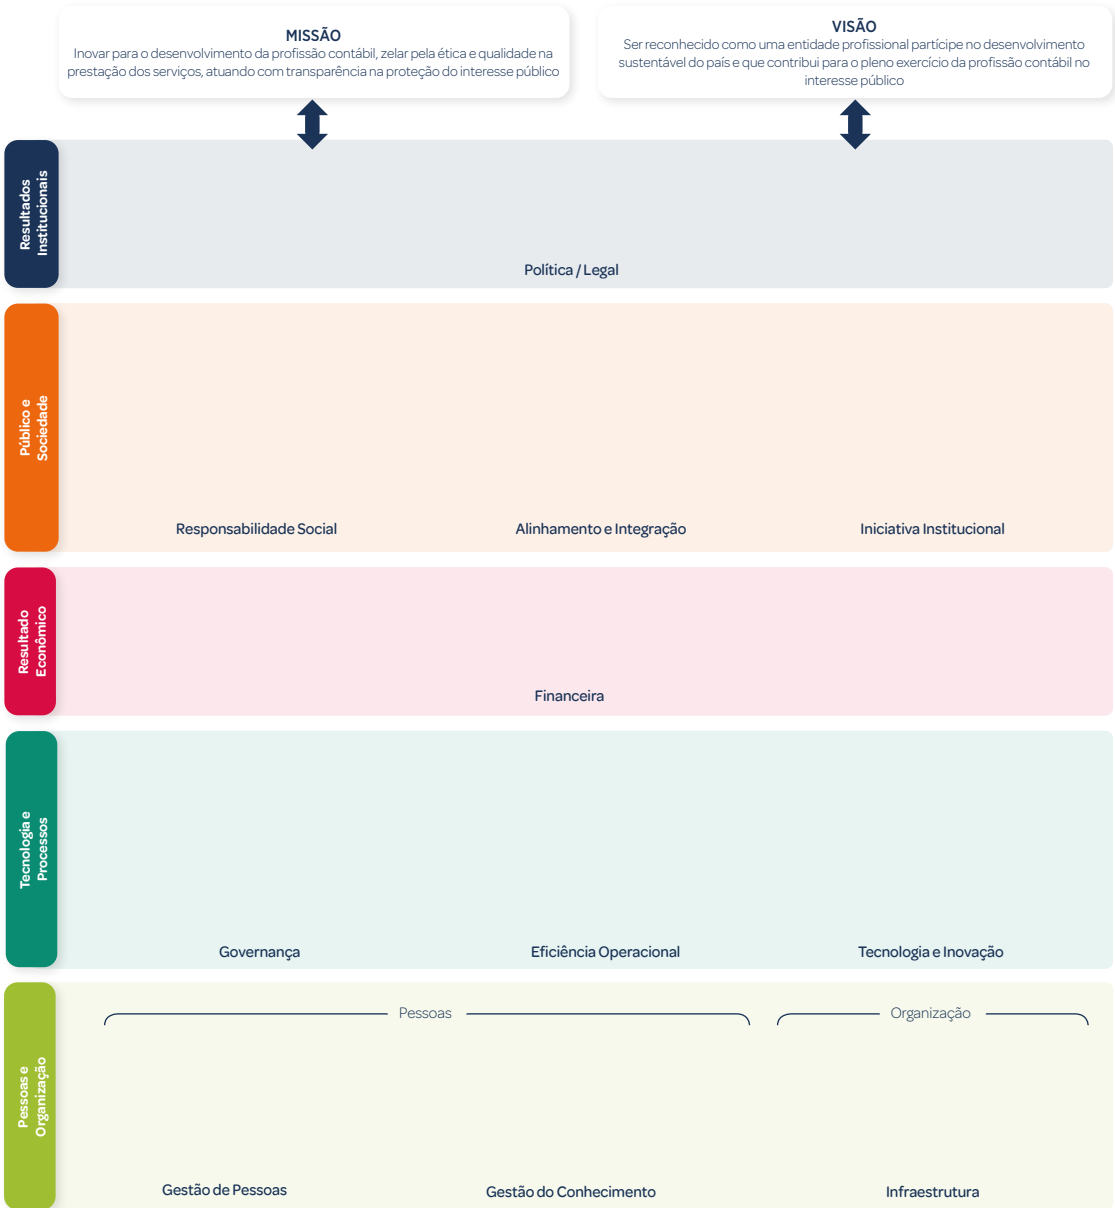 MISSÃO
Inovar para o desenvolvimento da profissão contábil, zelar pela ética e qualidade na
prestação dos serviços, atuando com transparência na proteção do interesse público
VISÃO
Ser reconhecido como uma entidade profissional partícipe no desenvolvimento
sustentável do país e que contribui para o pleno exercício da profissão contábil no
interesse público
Resultados
Institucionais
Política / Legal
Público e
Sociedade
Responsabilidade Social
Alinhamento e Integração
Iniciativa Institucional
Resultado
Econômico
Financeira
Tecnologia e
Processos
Governança
Eficiência Operacional
Tecnologia e Inovação
Pessoas e
Organização
Pessoas
Organização
Gestão de Pessoas
Gestão do Conhecimento
Infraestrutura